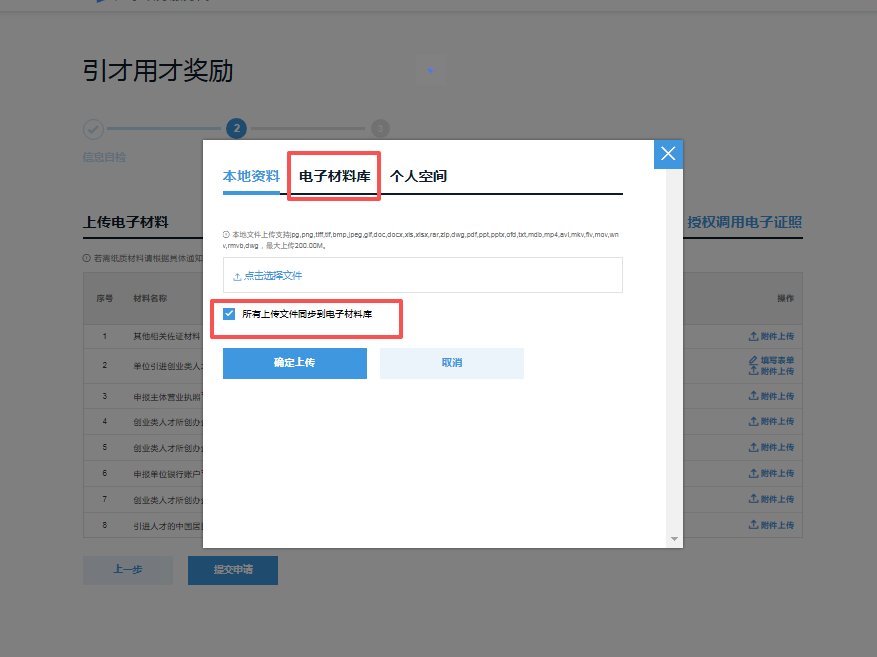 引才用才奖励
2
3
信息自检
本地资料 电子材料库 个人空间
上传电子材料
授权调用电子证照
ⓘ 本地文件上传支持jpg,png,tiff,tif,bmp,jpeg,gif,doc,docx,xls,xlsx,rar,zip,dwg,pdf,ppt,pptx,ofd,txt,mdb,mp4,avi,mkv,flv,mov,wm
v,rmvb,dwg，最大上传200.00M。
ⓘ 若需纸质材料请根据具体通知
点击选择文件
序号 材料名称 操作
所有上传文件同步到电子材料库
1 其他相关佐证材料 附件上传
2 单位引进创业类人才 填写表单
附件上传
确定上传 取消
3 申报主体营业执照* 附件上传
4 创业类人才所创办企 附件上传
5 创业类人才所创办企 附件上传
6 申报单位银行账户* 附件上传
7 创业类人才所创办企 附件上传
8 引进人才的中国居民 附件上传
上一步 提交申请